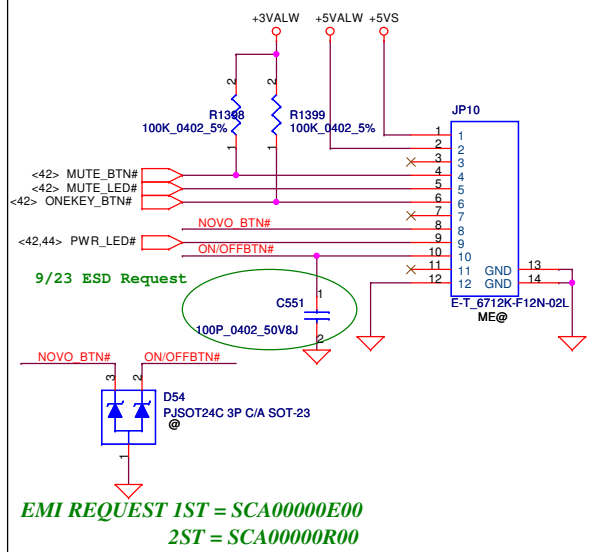 +3VALW +5VALW +5VS
JP10
2 2
R1398 R1399
100K_0402_5% 100K_0402_5%
1 1
1 1
2 2
3 3
<42> MUTE_BTN# 4 4
<42> MUTE_LED# 5 5
<42> ONEKEY_BTN# 6 6
7 7
NOVO_BTN# 8 8
<42,44> PWR_LED# 9 9
ON/OFFBTN# 10 10
11 11 GND 13
12 12 GND 14
9/23 ESD Request
E-T_6712K-F12N-02L
ME@
1
C551
100P_0402_50V8J
2
NOVO_BTN# ON/OFFBTN#
3 2
D54
PJSOT24C 3P C/A SOT-23
@
1
EMI REQUEST 1ST = SCA00000E00
2ST = SCA00000R00